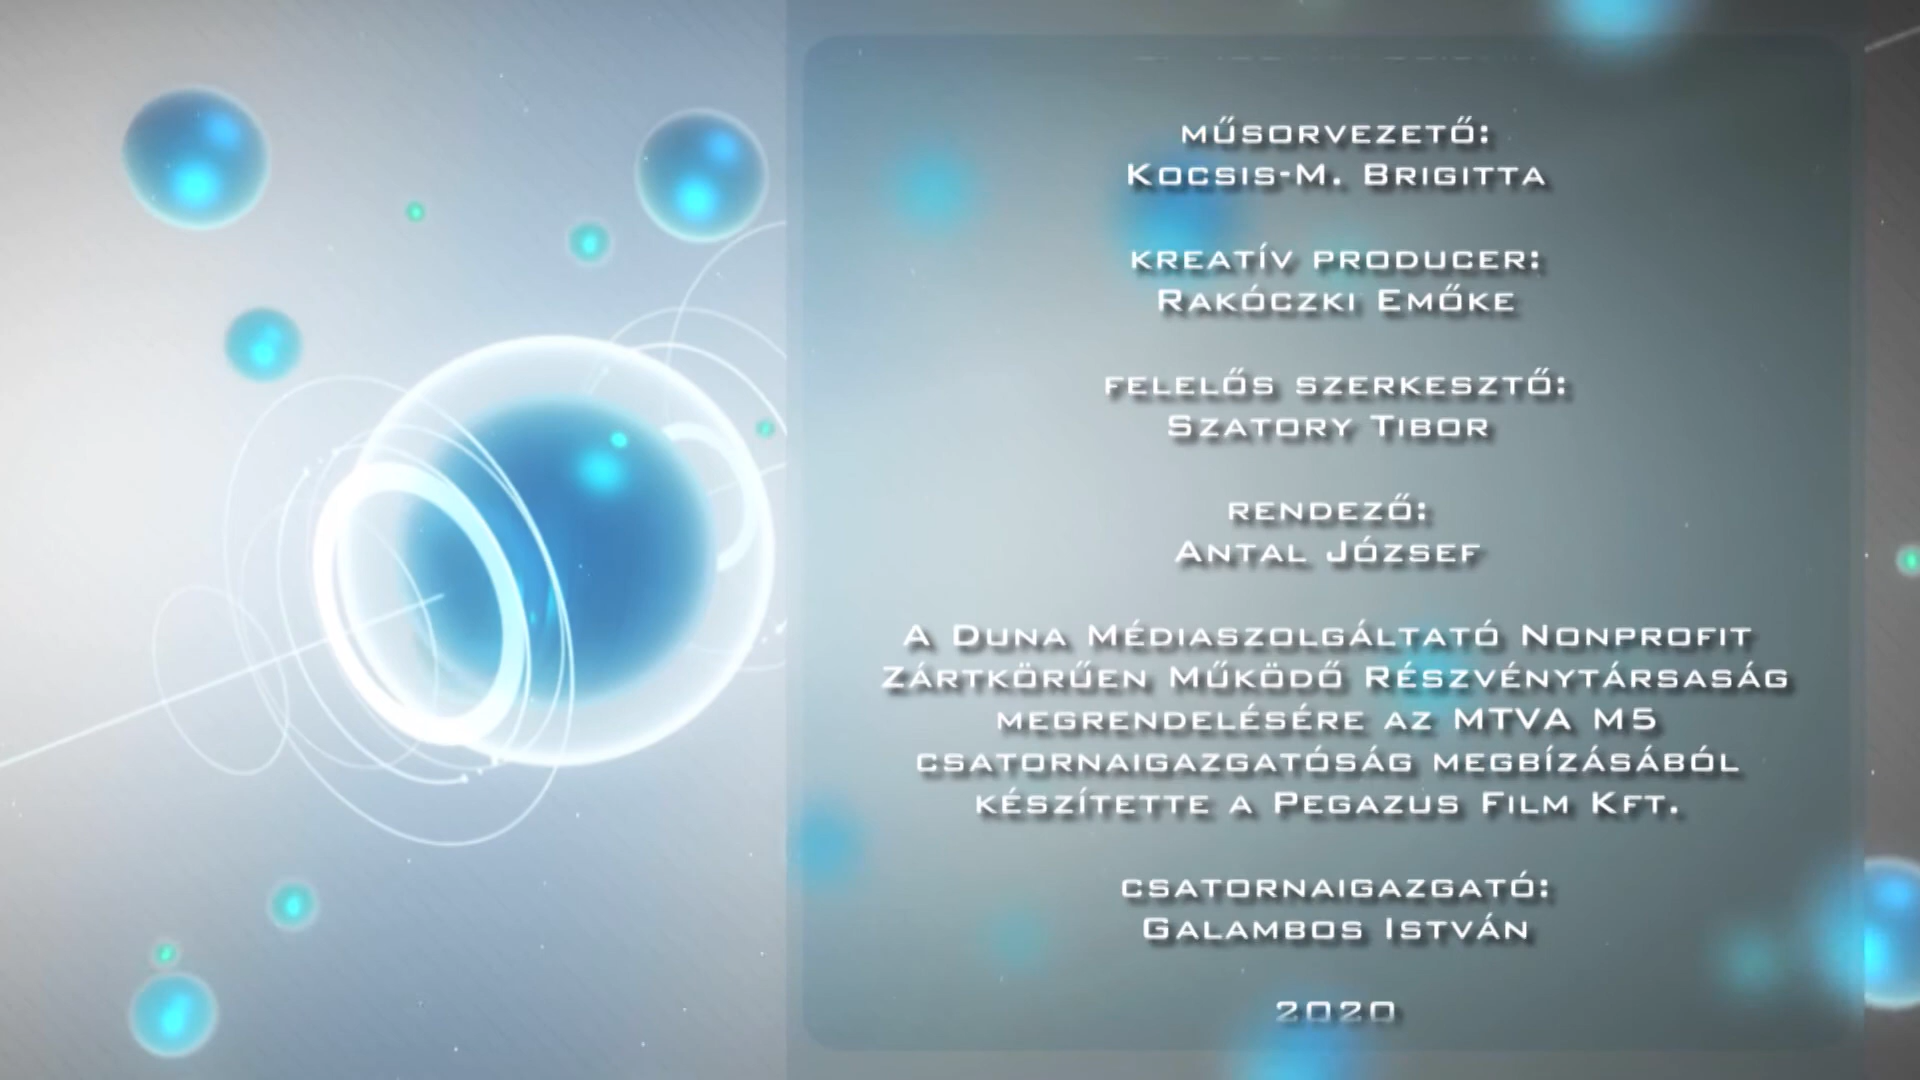 műsorvezető:
Kocsis-M. Brigitta
kreatív producer:
Rakóczki Emőke
felelős szerkesztő:
Szatory Tibor
rendező:
Antal József
A Duna Médiaszolgáltató Nonprofit
Zártkörűen Működő Részvénytársaság
megrendelésére az MTVA M5
csatornaigazgatóság megbízásából
készítette a Pegazus Film Kft.
csatornaigazgató:
Galambos István
2020